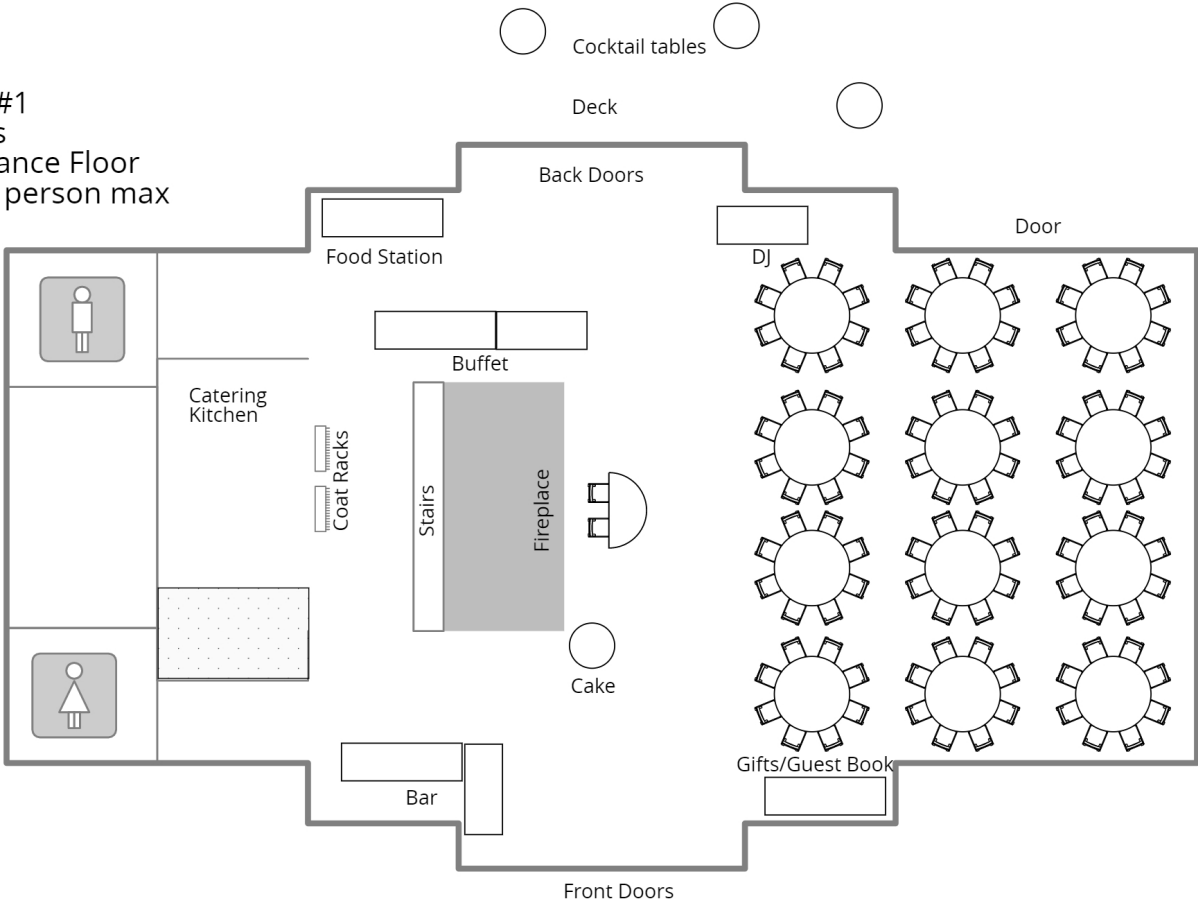 Cocktail tables
#1
Deck
s
ance Floor
person max
Back Doors
Door
Food Station
DJ
Buffet
Catering
Kitchen
Coat Racks
Stairs
Fireplace
Cake
Gifts/Guest Book
Bar
Front Doors